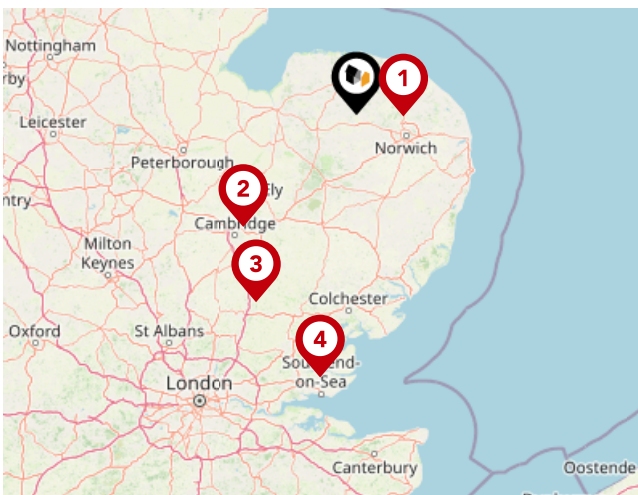 Nottingham
rby
1
Leicester
Norwich
Peterborough
2
Ely
ntry
Cambridge
Milton
Keynes
3
Colchester
Oxford
St Albans
4
Southend-
on-Sea
London
Canterbury
Oostende